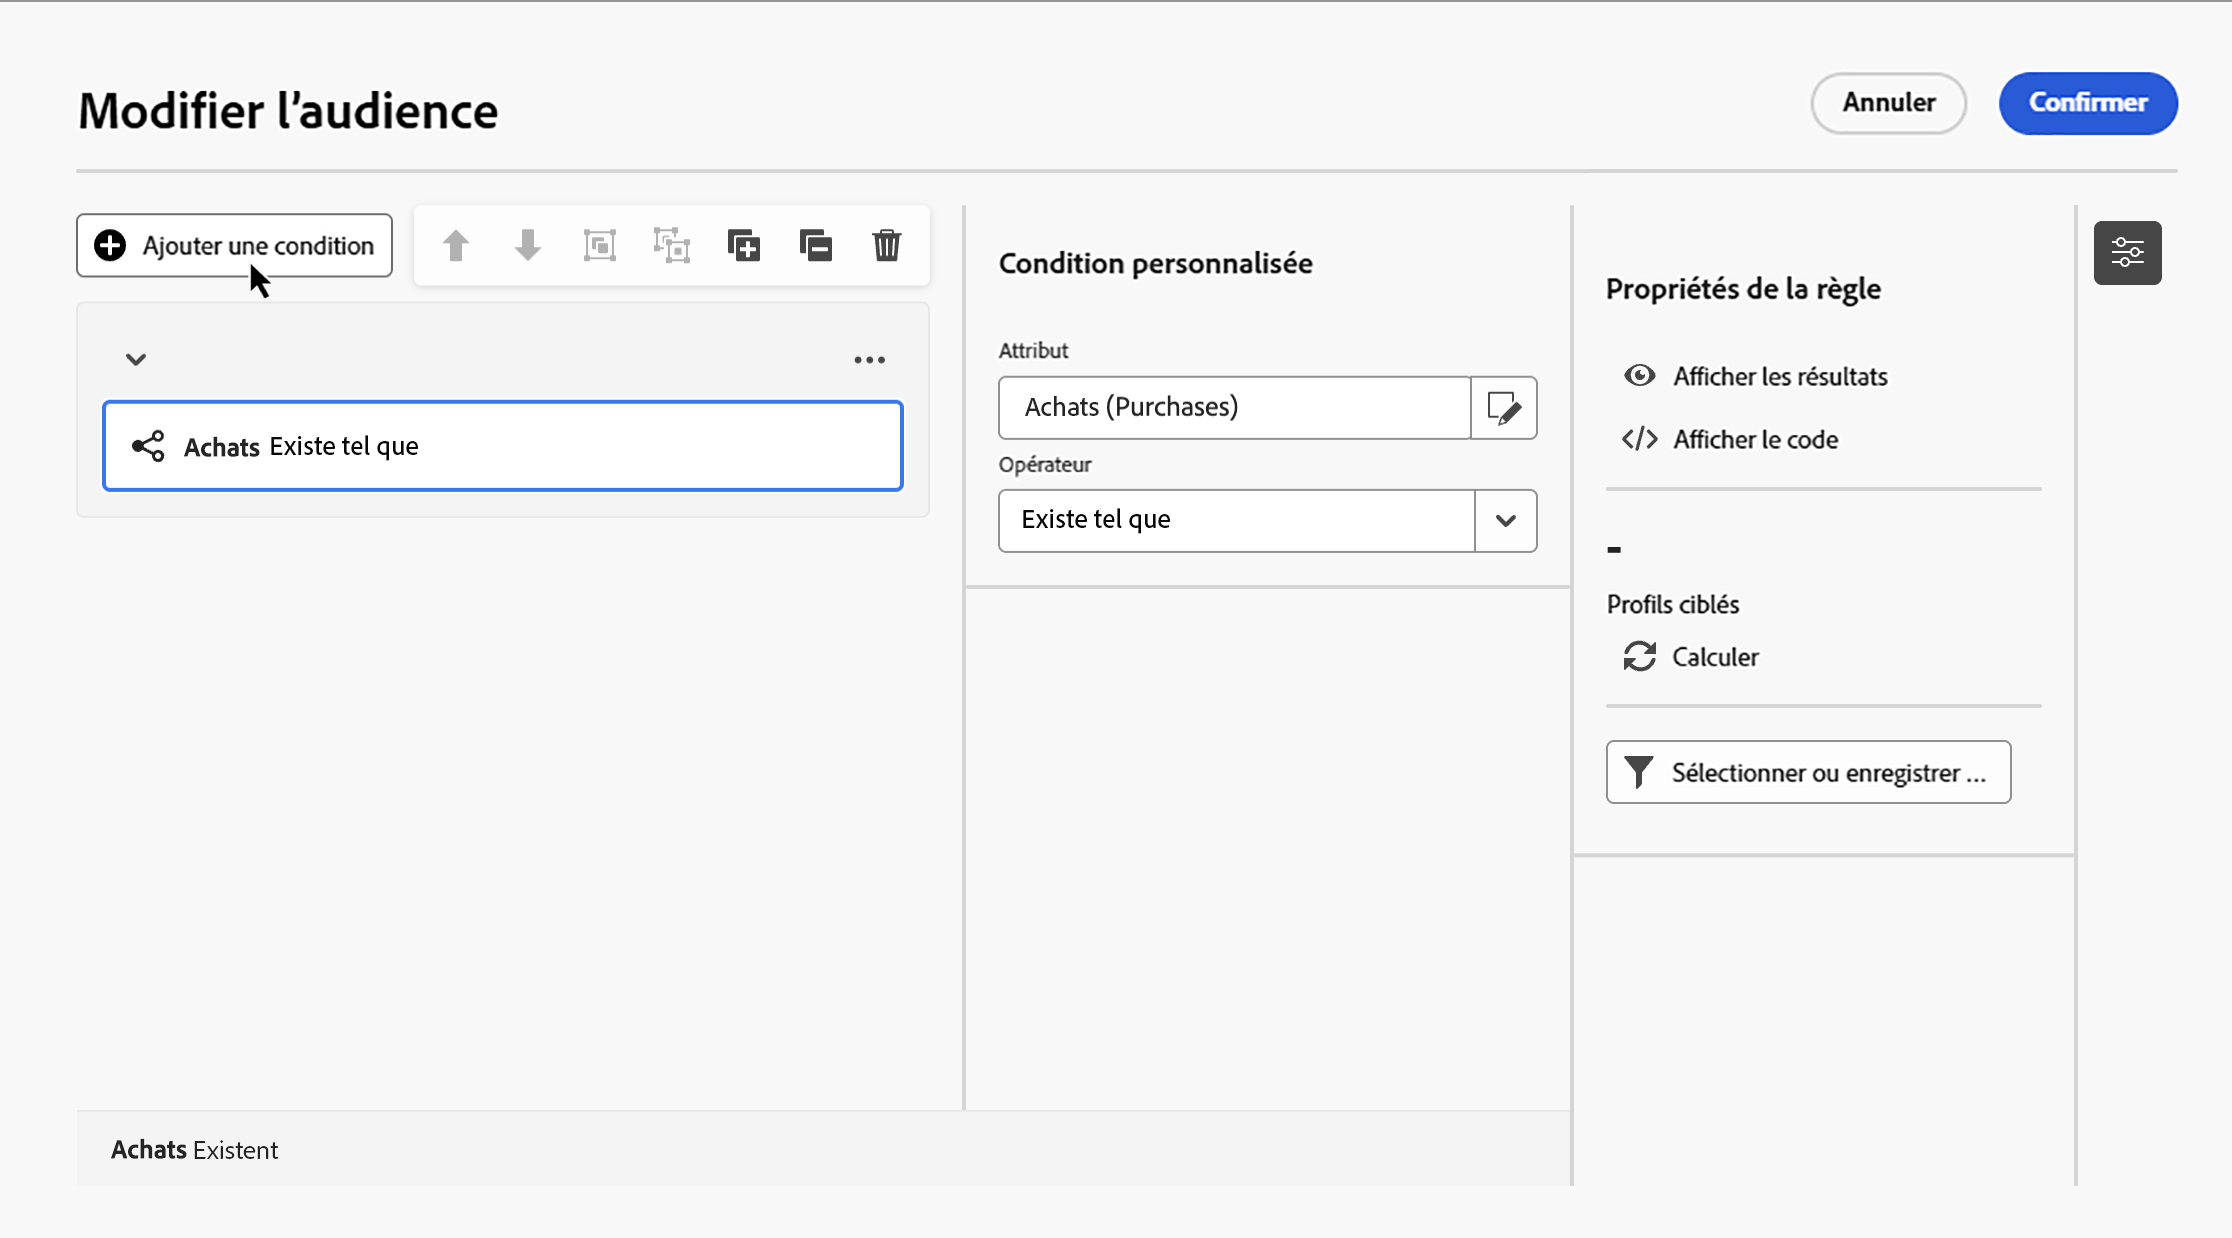 Modifier l’audience
Annuler
Confirmer
Ajouter une condition
Achats Existe tel que
Condition personnalisée
Attribut
Achats (Purchases)
Opérateur
Existe tel que
Propriétés de la règle
Afficher les résultats
Afficher le code
-
Profils ciblés
Calculer
Sélectionner ou enregistrer ...
Achats Existent